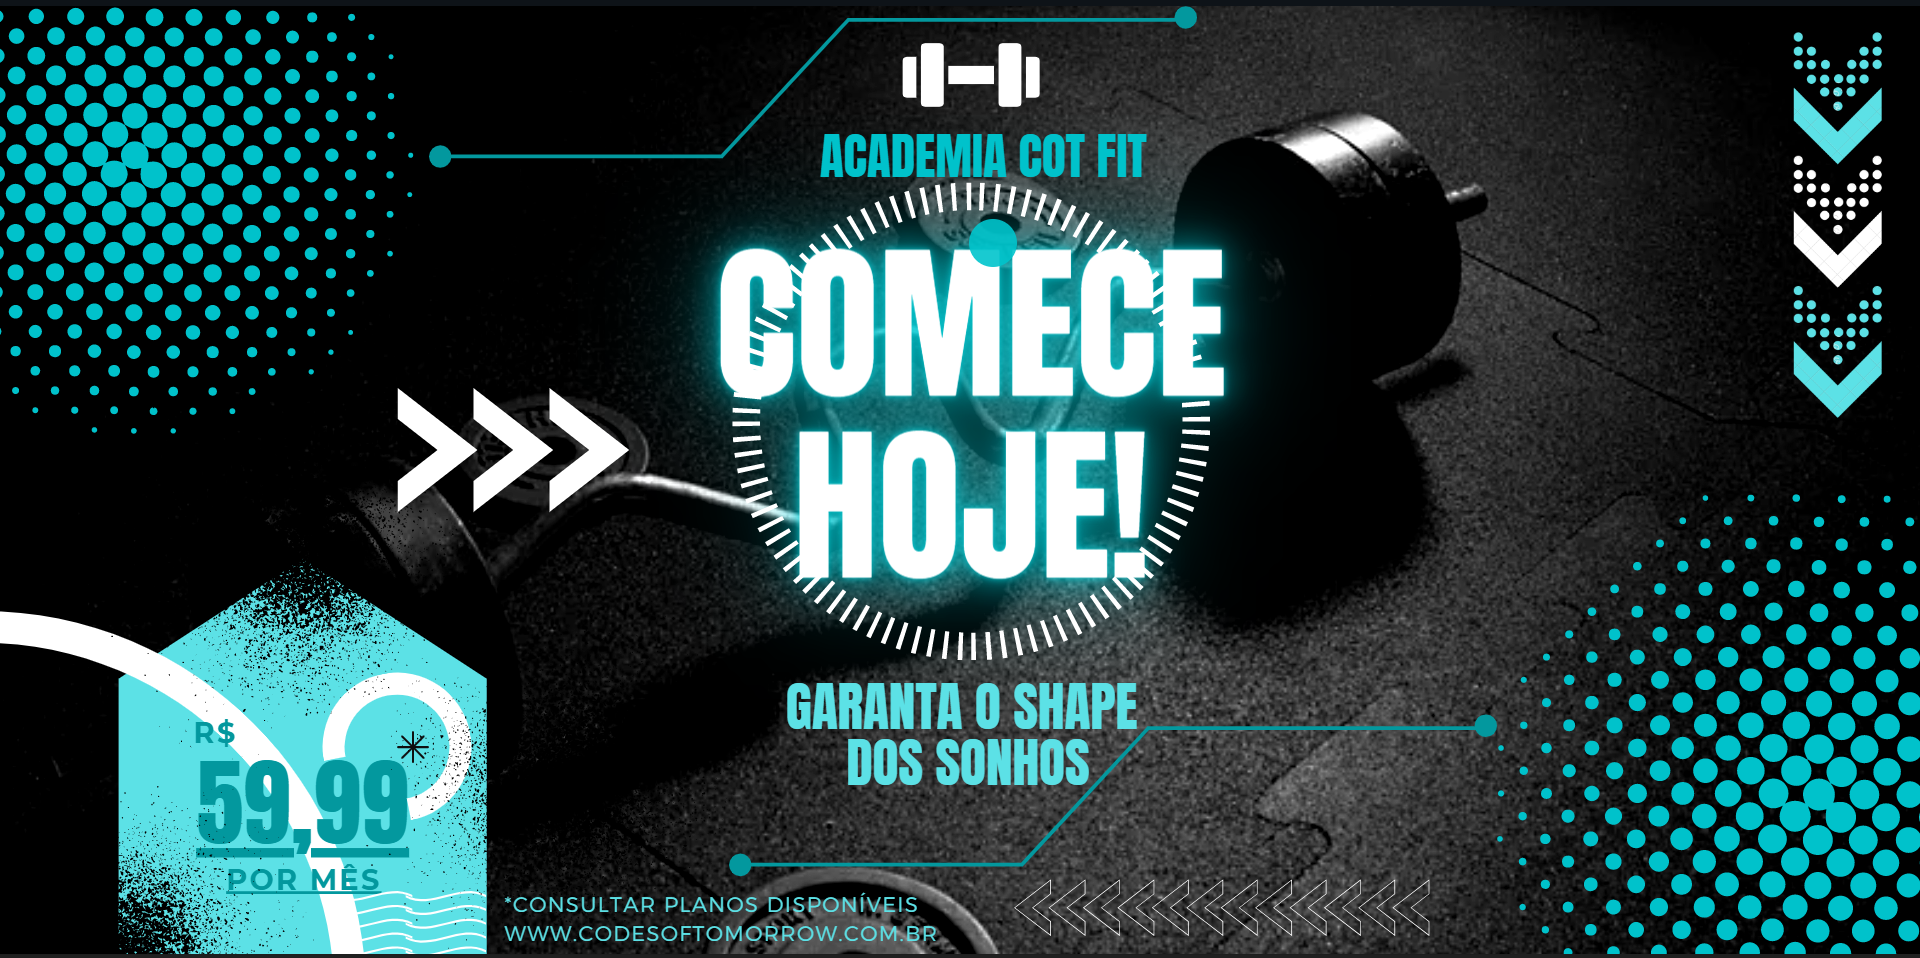 ACADEMIA COT FIT
COMECE
HOJE!
GARANTA O SHAPE
DOS SONHOS
R$
59,99
POR MÊS
*CONSULTAR PLANOS DISPONÍVEIS
WWW.CODESOFTOMORROW.COM.BR